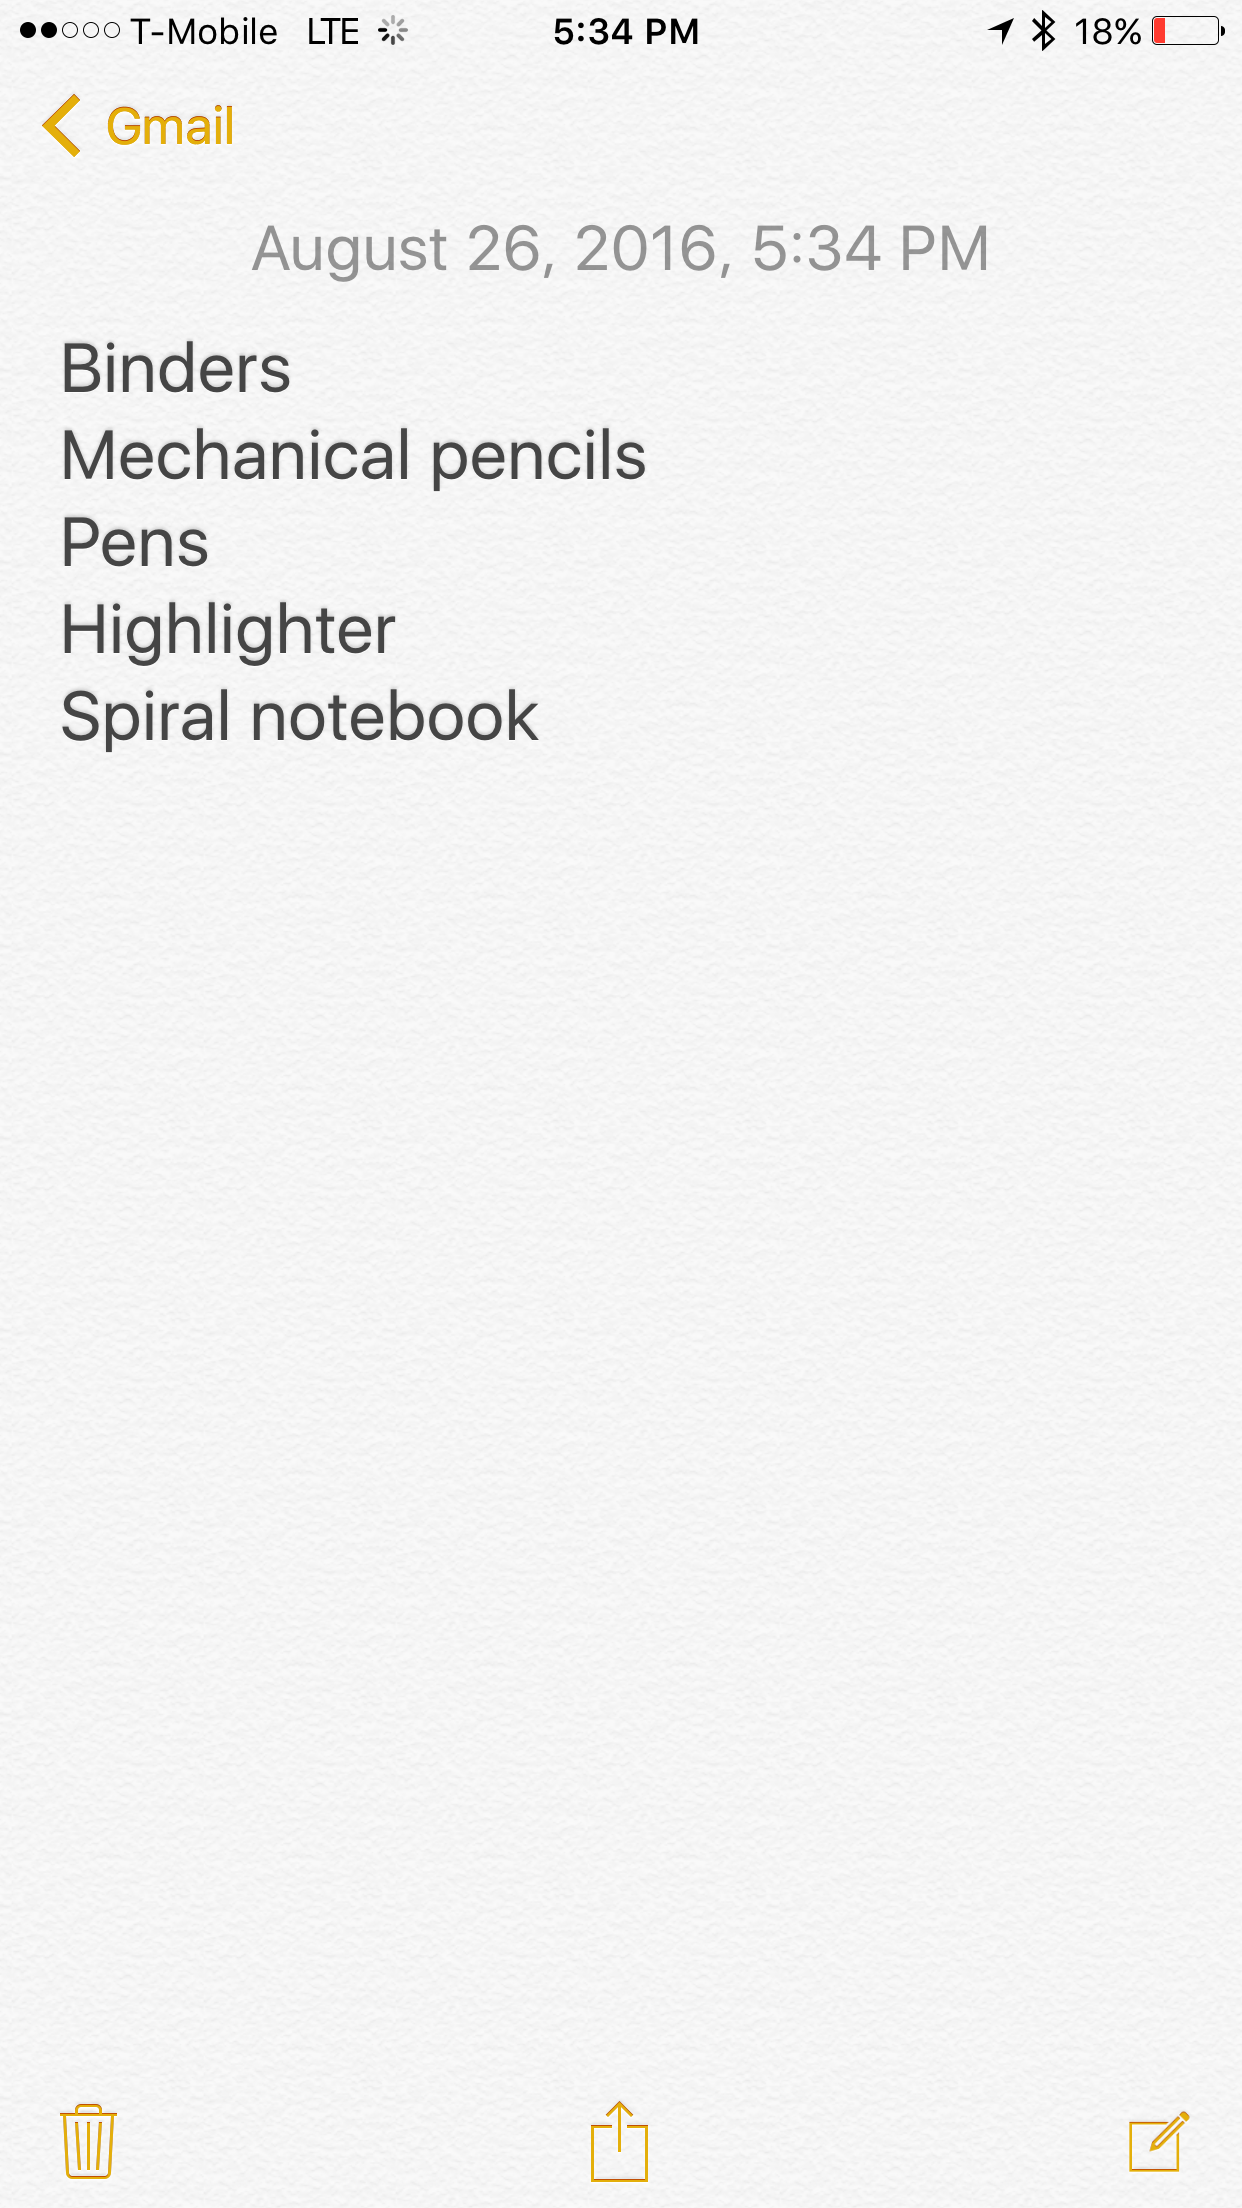 T-Mobile LTE 5:34 PM 18%
Gmail
August 26, 2016, 5:34 PM
Binders
Mechanical pencils
Pens
Highlighter
Spiral notebook